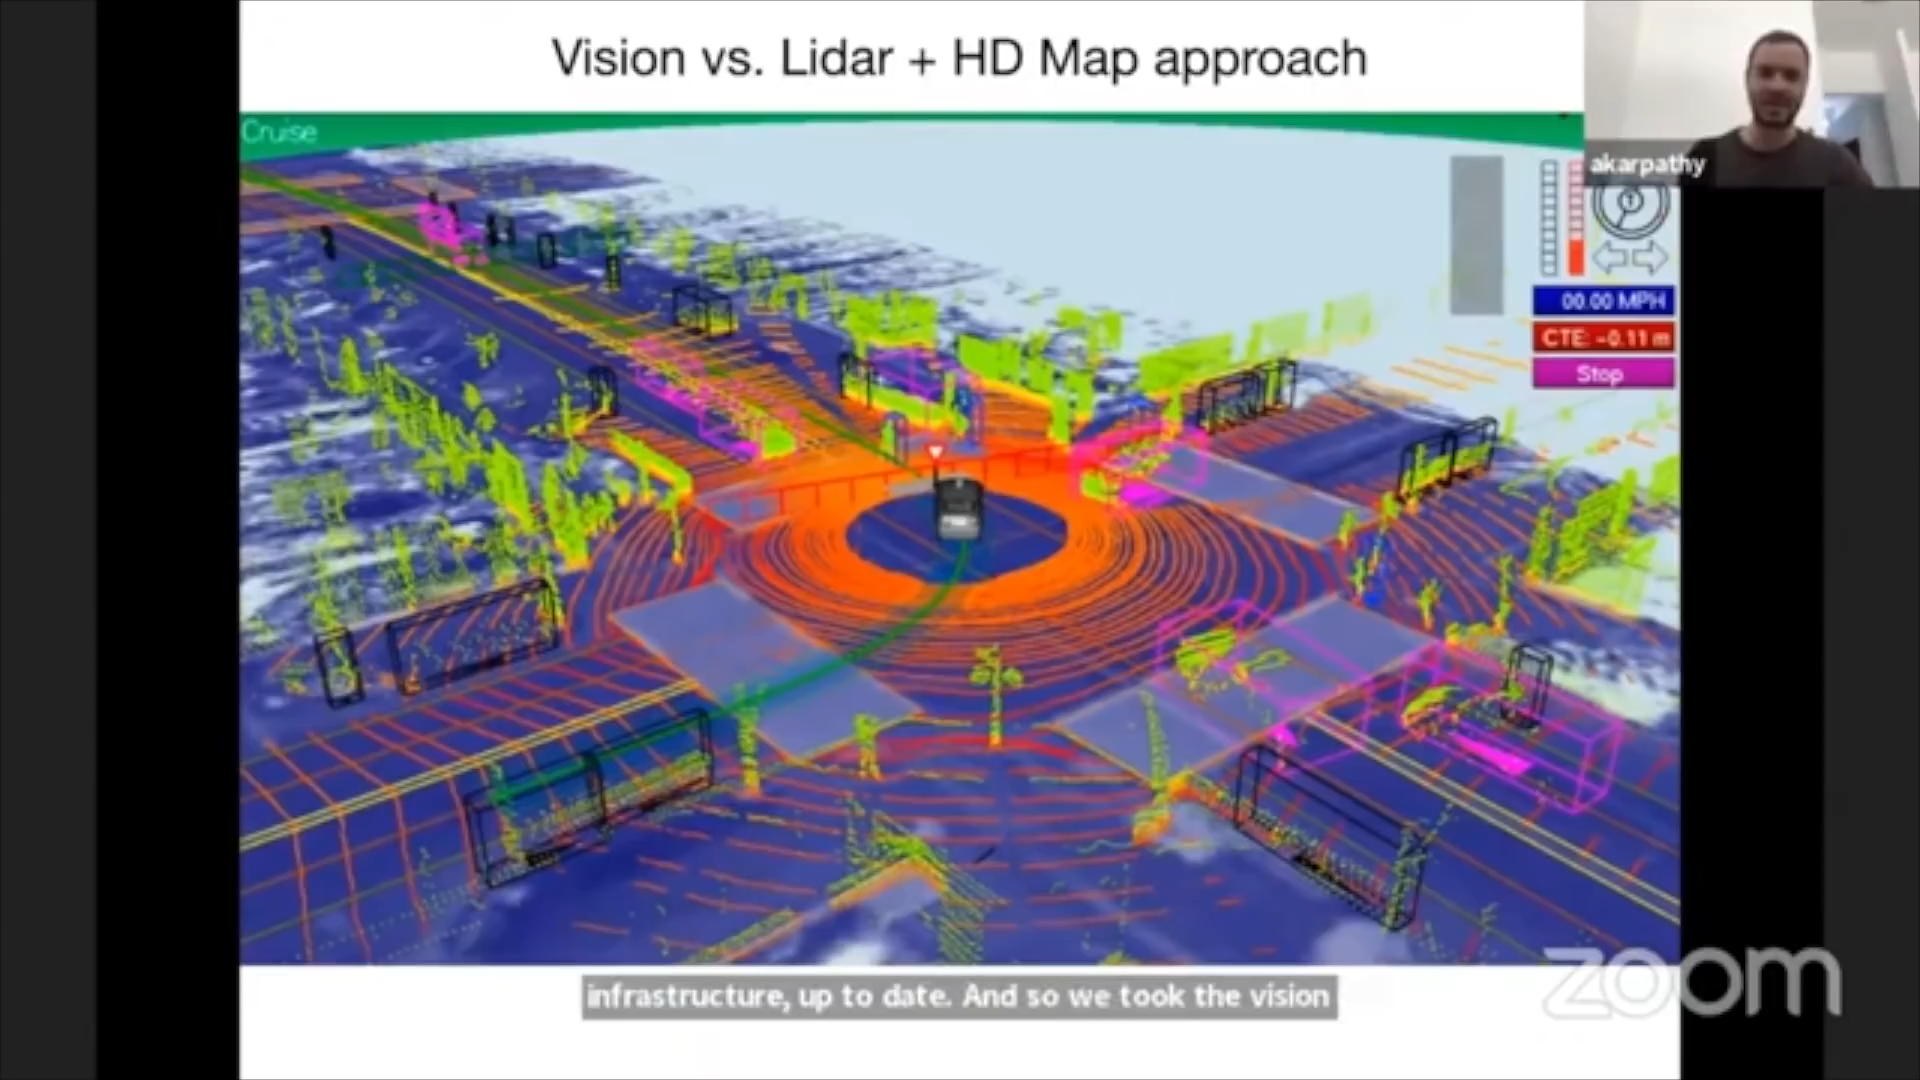 Vision vs. Lidar + HD Map approach
Cruise
akarpathy
00.00 MPH
CTE: -0.11 m
Stop
infrastructure, up to date. And so we took the vision
zoom